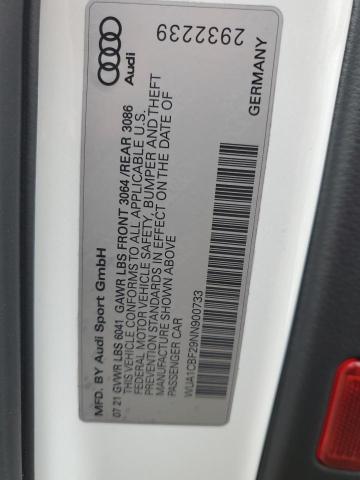 MFD. BY Audi Sport GmbH
07 21 GVWR LBS 6041 GAWR LBS FRONT 3064 /REAR 3086
THIS VEHICLE CONFORMS TO ALL APPLICABLE U.S.
FEDERAL MOTOR VEHICLE SAFETY, BUMPER AND THEFT
PREVENTION STANDARDS IN EFFECT ON THE DATE OF
MANUFACTURE SHOWN ABOVE
PASSENGER CAR
WUA1CBF29NN900733
GERMANY
Audi
2932239